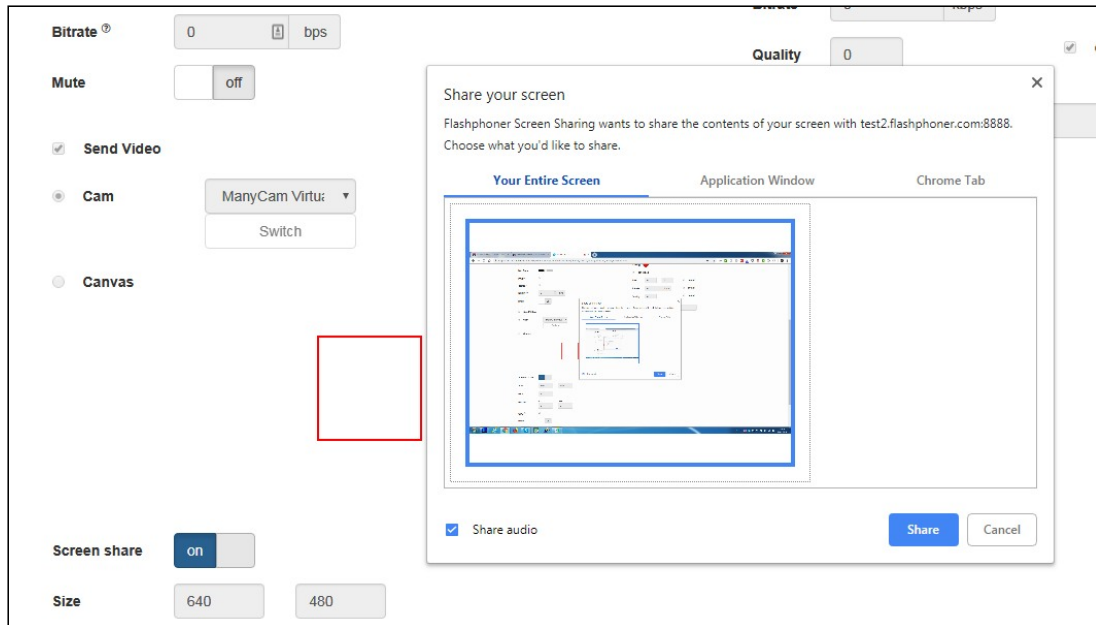 Bitrate ? 0 bps
Mute off
Quality 0
Send Video
Cam ManyCam Virtua
Switch
Canvas
Screen share on
Size 640 480
Share your screen
Flashphoner Screen Sharing wants to share the contents of your screen with test2.flashphoner.com:8888.
Choose what you'd like to share.
Your Entire Screen Application Window Chrome Tab
Share audio Share Cancel